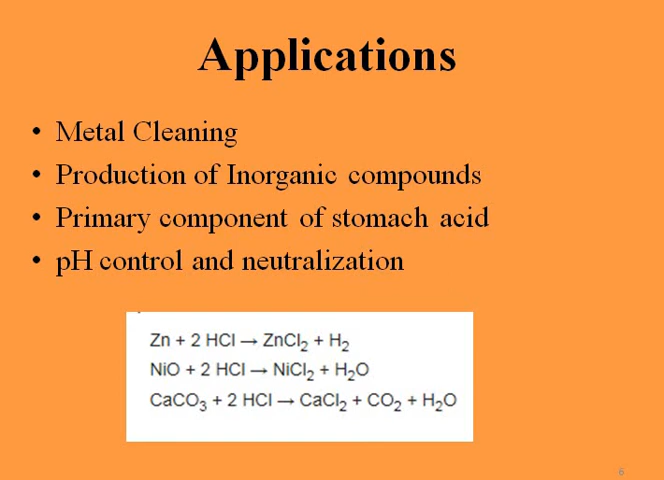 Applications
• Metal Cleaning
• Production of Inorganic compounds
• Primary component of stomach acid
• pH control and neutralization
Zn + 2 HCl → ZnCl₂ + H₂
NiO + 2 HCl → NiCl₂ + H₂O
CaCO₃ + 2 HCl → CaCl₂ + CO₂ + H₂O
6